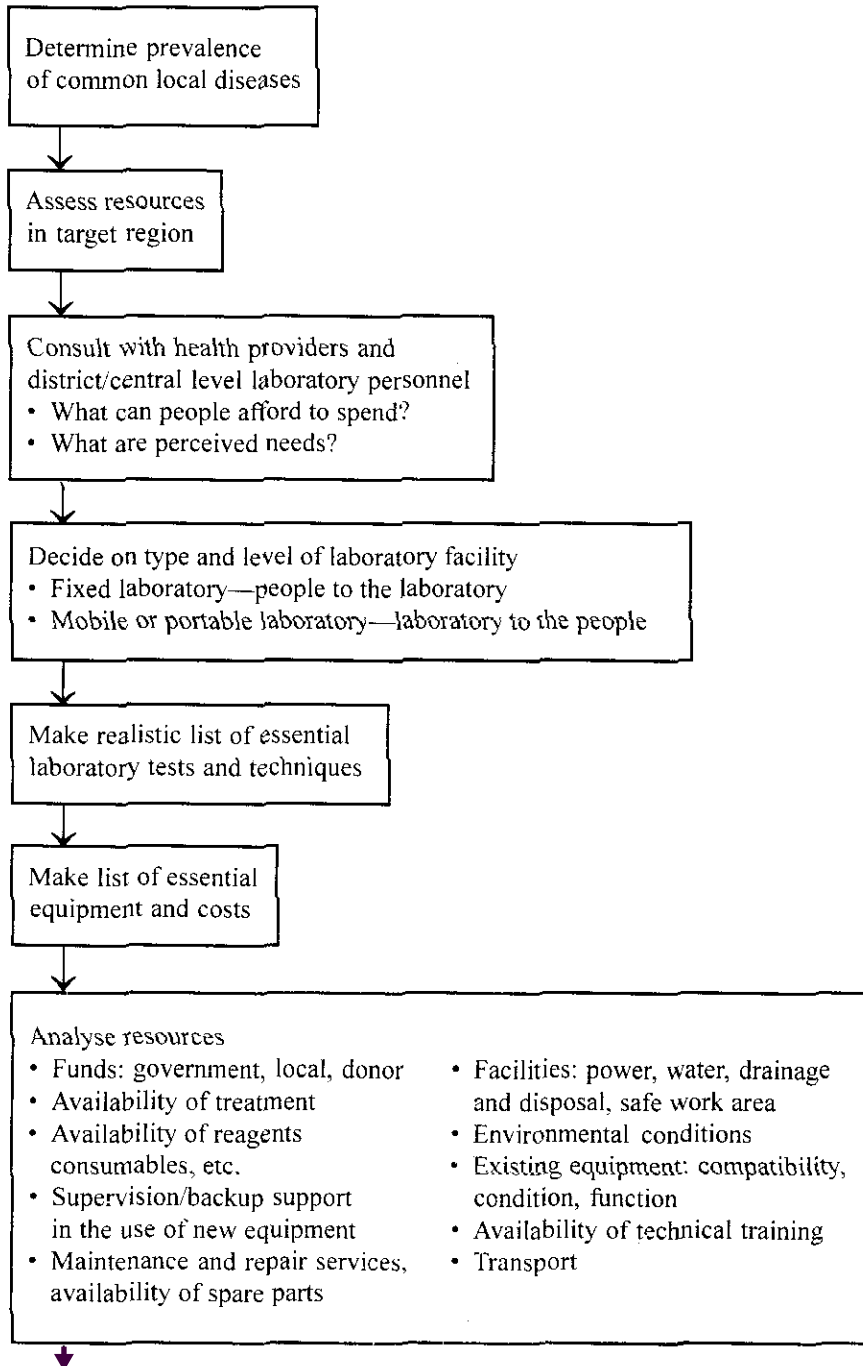 Determine prevalence
of common local diseases
Assess resources
in target region
Consult with health providers and
district/central level laboratory personnel
• What can people afford to spend?
• What are perceived needs?
Decide on type and level of laboratory facility
• Fixed laboratory—people to the laboratory
• Mobile or portable laboratory—laboratory to the people
Make realistic list of essential
laboratory tests and techniques
Make list of essential
equipment and costs
Analyse resources
• Funds: government, local, donor
• Availability of treatment
• Availability of reagents
consumables, etc.
• Supervision/backup support
in the use of new equipment
• Maintenance and repair services,
availability of spare parts
• Facilities: power, water, drainage
and disposal, safe work area
• Environmental conditions
• Existing equipment: compatibility,
condition, function
• Availability of technical training
• Transport